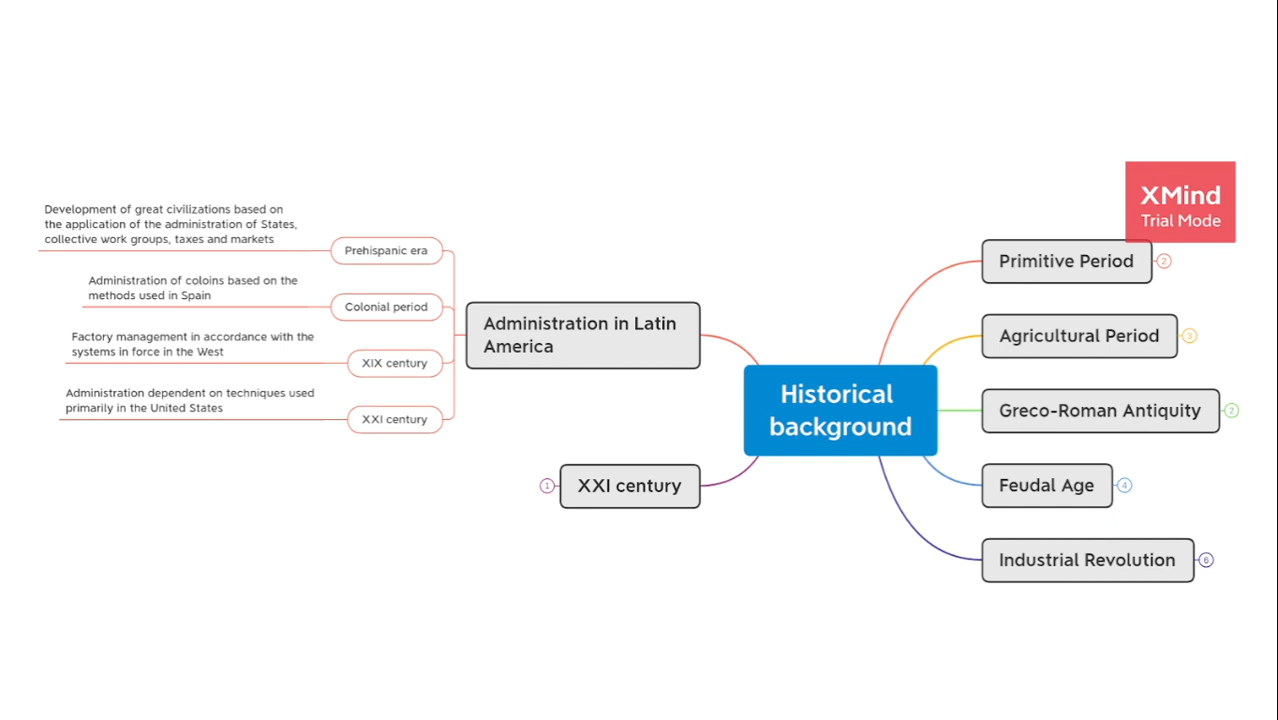 Development of great civilizations based on
the application of the administration of States,
collective work groups, taxes and markets
Prehispanic era
Administration of coloins based on the
methods used in Spain
Colonial period
Factory management in accordance with the
systems in force in the West
XIX century
Administration dependent on techniques used
primarily in the United States
XXI century
Administration in Latin
America
1
XXI century
Historical
background
XMind
Trial Mode
Primitive Period
2
Agricultural Period
3
Greco-Roman Antiquity
2
Feudal Age
4
Industrial Revolution
6